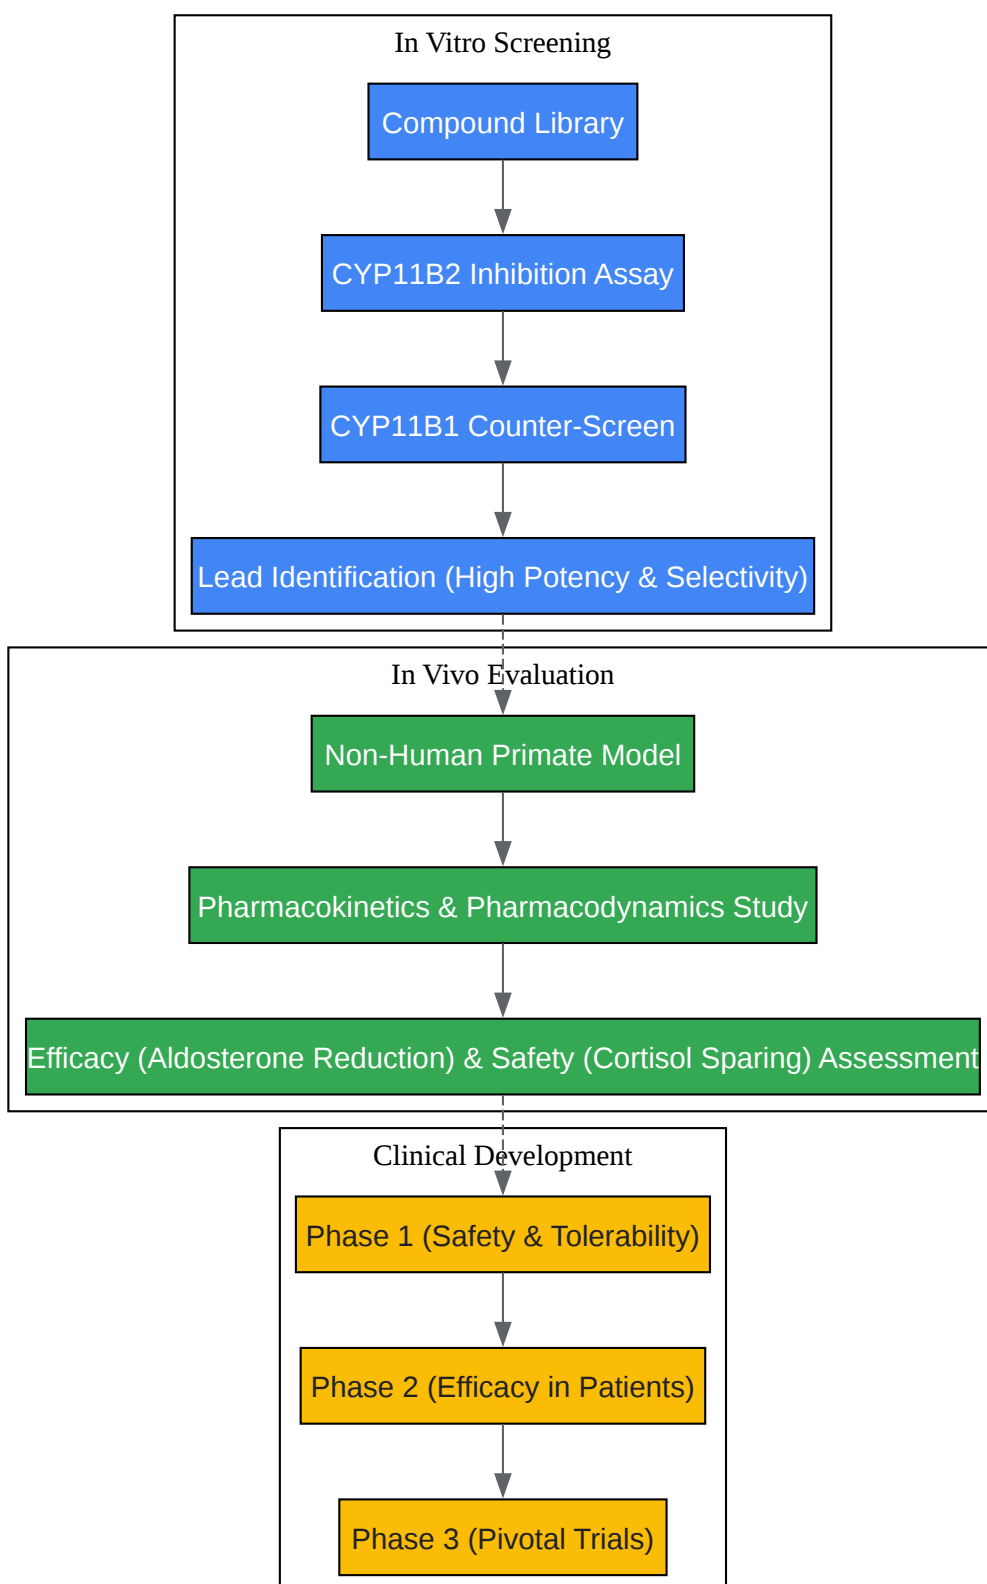 In Vitro Screening
Compound Library
CYP11B2 Inhibition Assay
CYP11B1 Counter-Screen
Lead Identification (High Potency & Selectivity)
In Vivo Evaluation
Non-Human Primate Model
Pharmacokinetics & Pharmacodynamics Study
Efficacy (Aldosterone Reduction) & Safety (Cortisol Sparing) Assessment
Clinical Development
Phase 1 (Safety & Tolerability)
Phase 2 (Efficacy in Patients)
Phase 3 (Pivotal Trials)